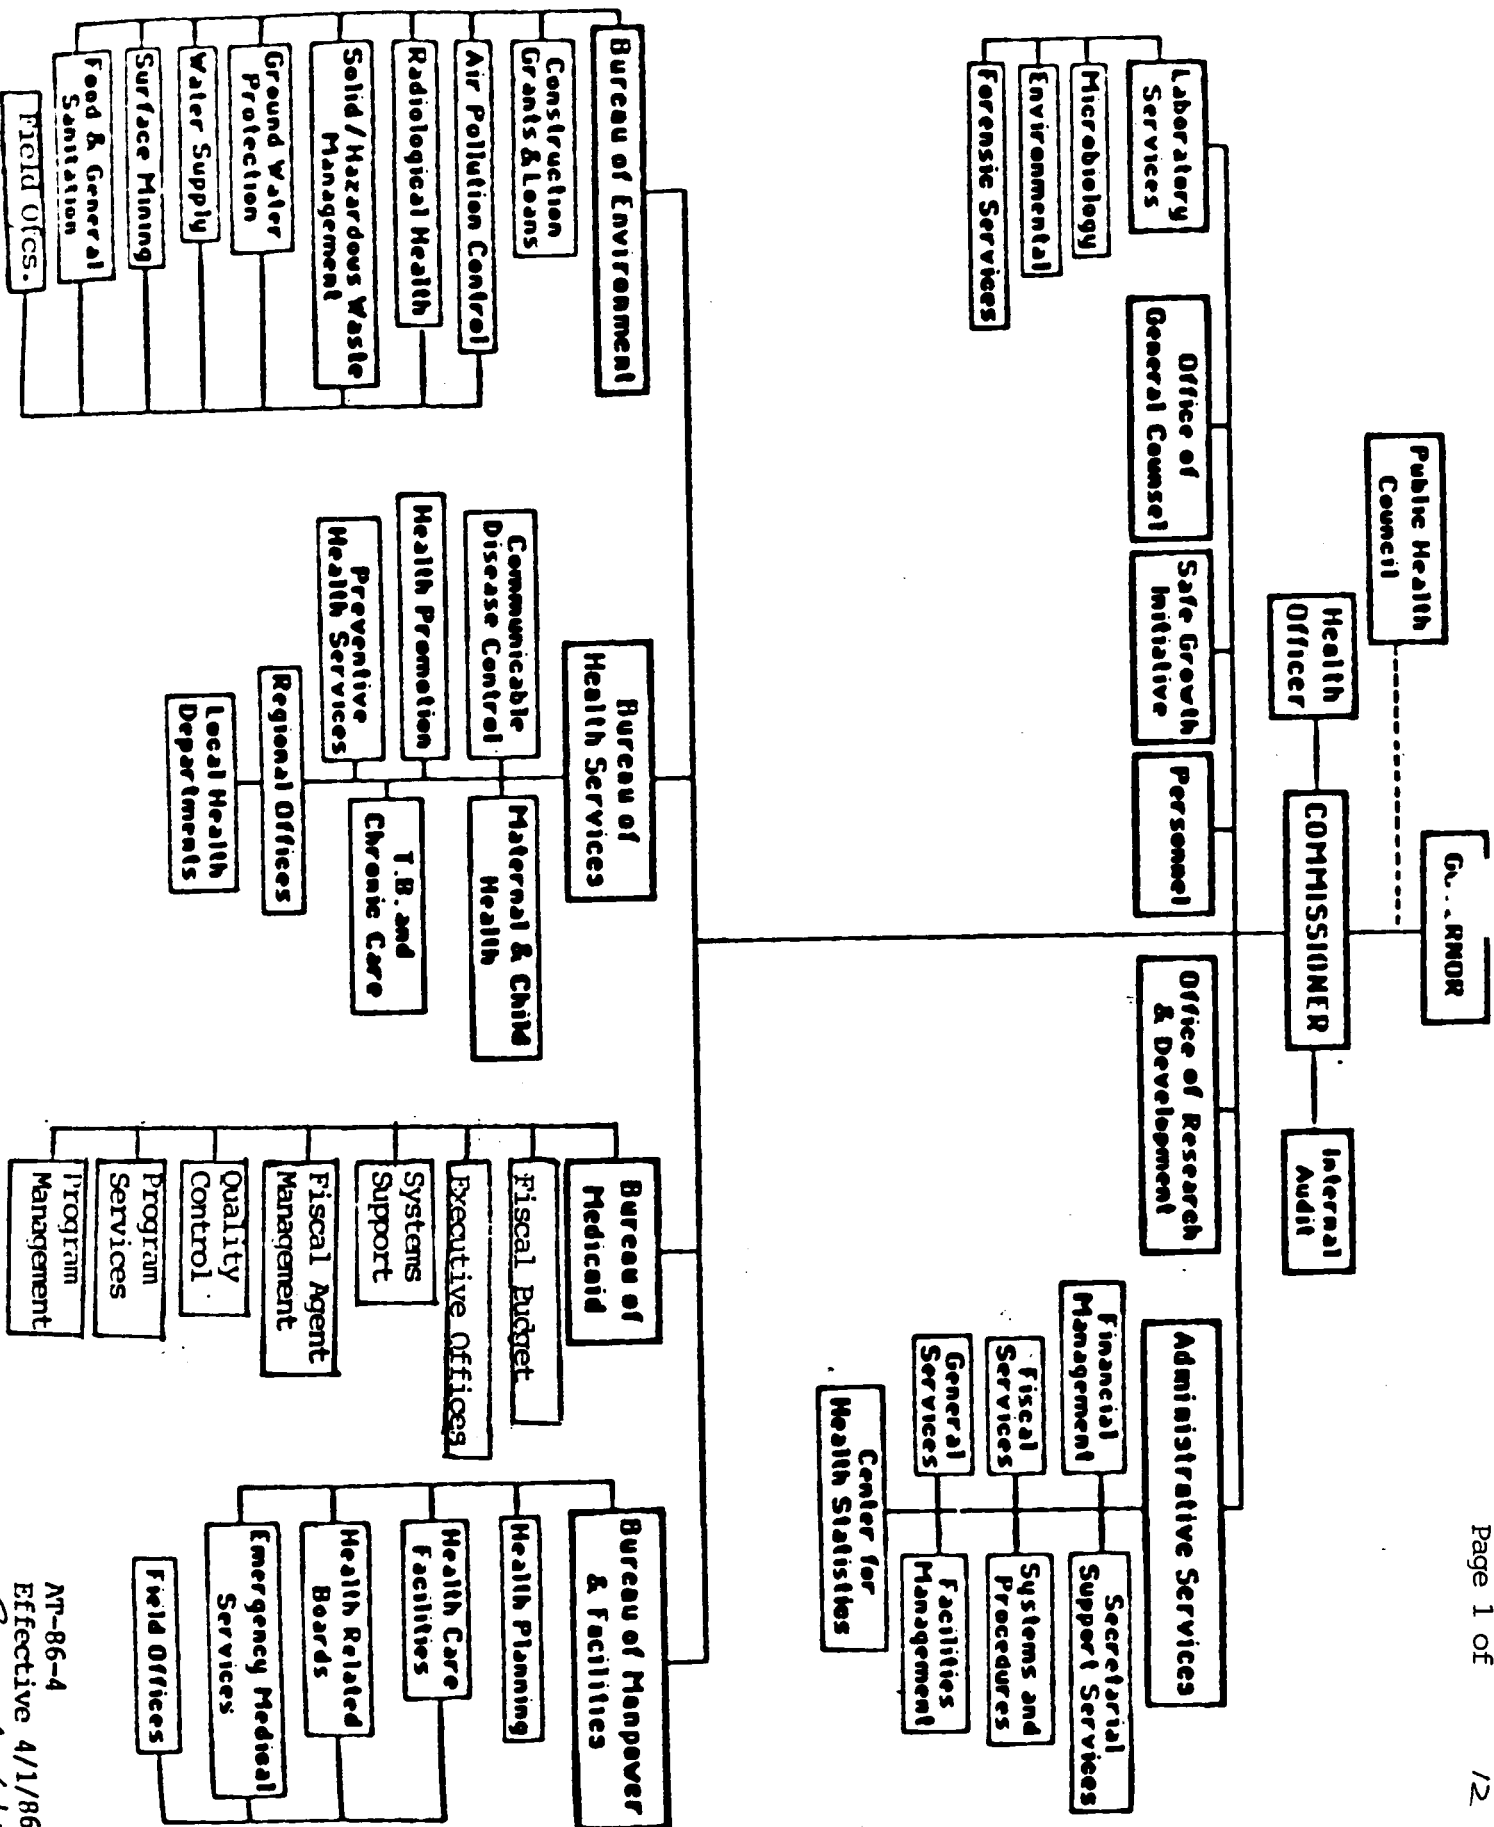 Page 1 of 12
RNOR
Public Health
Council
Health
Officer
COMMISSIONER
Internal
Audit
Laboratory
Services
Microbiology
Environmental
Forensic Services
Office of
General Counsel
Safe Growth
Initiative
Personnel
Office of Research
& Development
Administrative Services
Financial
Management
Secretarial
Support Services
Fiscal
Services
Systems and
Procedures
General
Services
Facilities
Management
Center for
Health Statistics
Bureau of Environment
Construction
Grants & Loans
Air Pollution Control
Radiological Health
Solid/Hazardous Waste
Management
Ground Water
Protection
Water Supply
Surface Mining
Food & General
Sanitation
Field Ofcs.
Bureau of
Health Services
Communicable
Disease Control
Maternal & Child
Health
Health Promotion
T.B. and
Chronic Care
Preventive
Health Services
Regional Offices
Local Health
Departments
Bureau of
Medicaid
Fiscal Pudget
Executive Offices
Systems
Support
Fiscal Agent
Management
Quality
Control
Program
Services
Program
Management
Bureau of Manpower
& Facilities
Health Planning
Health Care
Facilities
Health Related
Boards
Emergency Medical
Services
Field Offices
AT-86-4
Effective 4/1/86